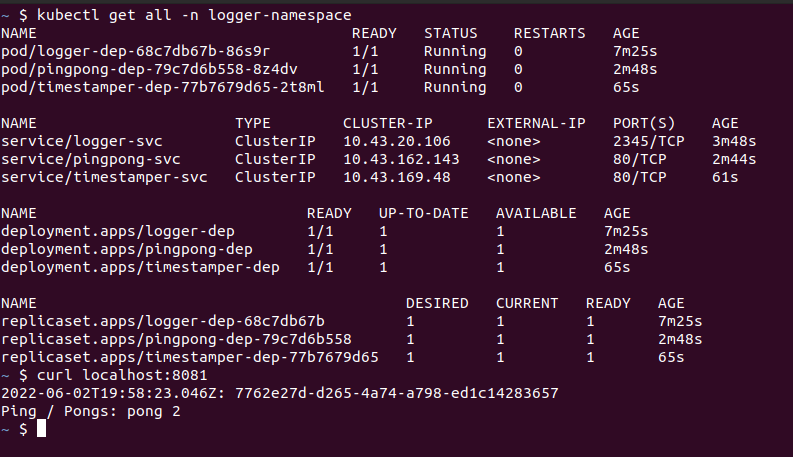 ~ $ kubectl get all -n logger-namespace
NAME READY STATUS RESTARTS AGE
pod/logger-dep-68c7db67b-86s9r 1/1 Running 0 7m25s
pod/pingpong-dep-79c7d6b558-8z4dv 1/1 Running 0 2m48s
pod/timestamper-dep-77b7679d65-2t8ml 1/1 Running 0 65s
NAME TYPE CLUSTER-IP EXTERNAL-IP PORT(S) AGE
service/logger-svc ClusterIP 10.43.20.106 <none> 2345/TCP 3m48s
service/pingpong-svc ClusterIP 10.43.162.143 <none> 80/TCP 2m44s
service/timestamper-svc ClusterIP 10.43.169.48 <none> 80/TCP 61s
NAME READY UP-TO-DATE AVAILABLE AGE
deployment.apps/logger-dep 1/1 1 1 7m25s
deployment.apps/pingpong-dep 1/1 1 1 2m48s
deployment.apps/timestamper-dep 1/1 1 1 65s
NAME DESIRED CURRENT READY AGE
replicaset.apps/logger-dep-68c7db67b 1 1 1 7m25s
replicaset.apps/pingpong-dep-79c7d6b558 1 1 1 2m48s
replicaset.apps/timestamper-dep-77b7679d65 1 1 1 65s
~ $ curl localhost:8081
2022-06-02T19:58:23.046Z: 7762e27d-d265-4a74-a798-ed1c14283657
Ping / Pongs: pong 2
~ $